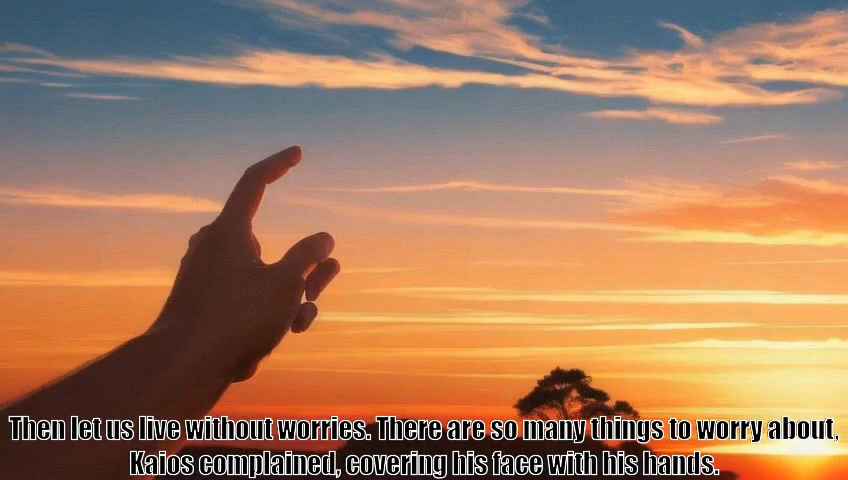 Then let us live without worries. There are so many things to worry about,
Kaios complained, covering his face with his hands.